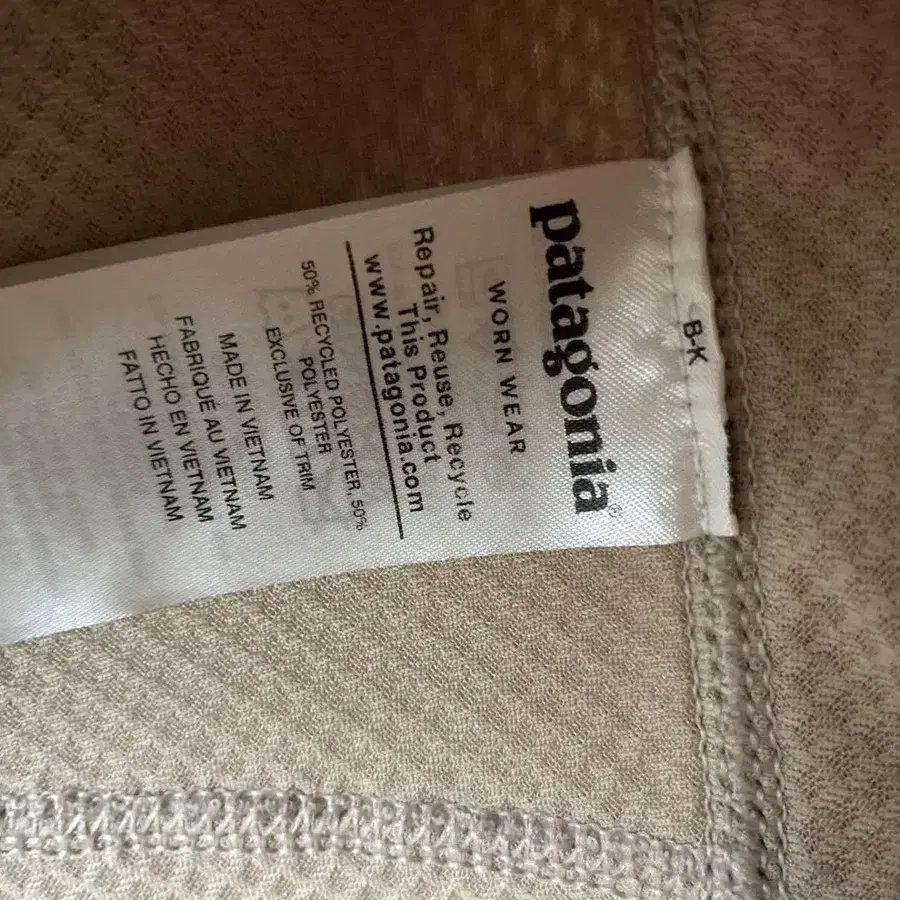 B-K
patagonia®
WORN WEAR
Repair, Reuse, Recycle
This Product
www.patagonia.com
50% RECYCLED POLYESTER, 50%
POLYESTER
EXCLUSIVE OF TRIM
MADE IN VIETNAM
FABRIQUÉ AU VIETNAM
HECHO EN VIETNAM
FATTO IN VIETNAM